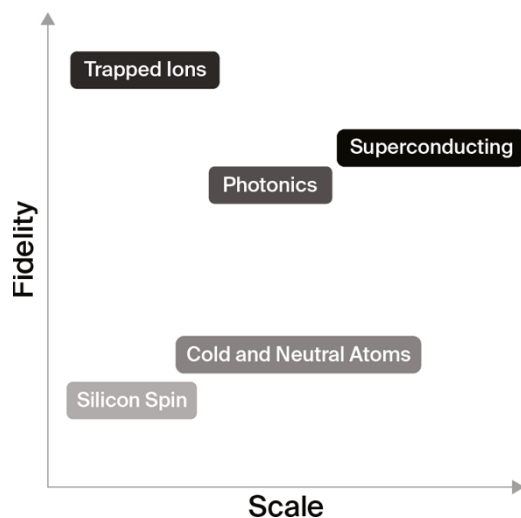 Trapped Ions
Superconducting
Photonics
Fidelity
Cold and Neutral Atoms
Silicon Spin
Scale